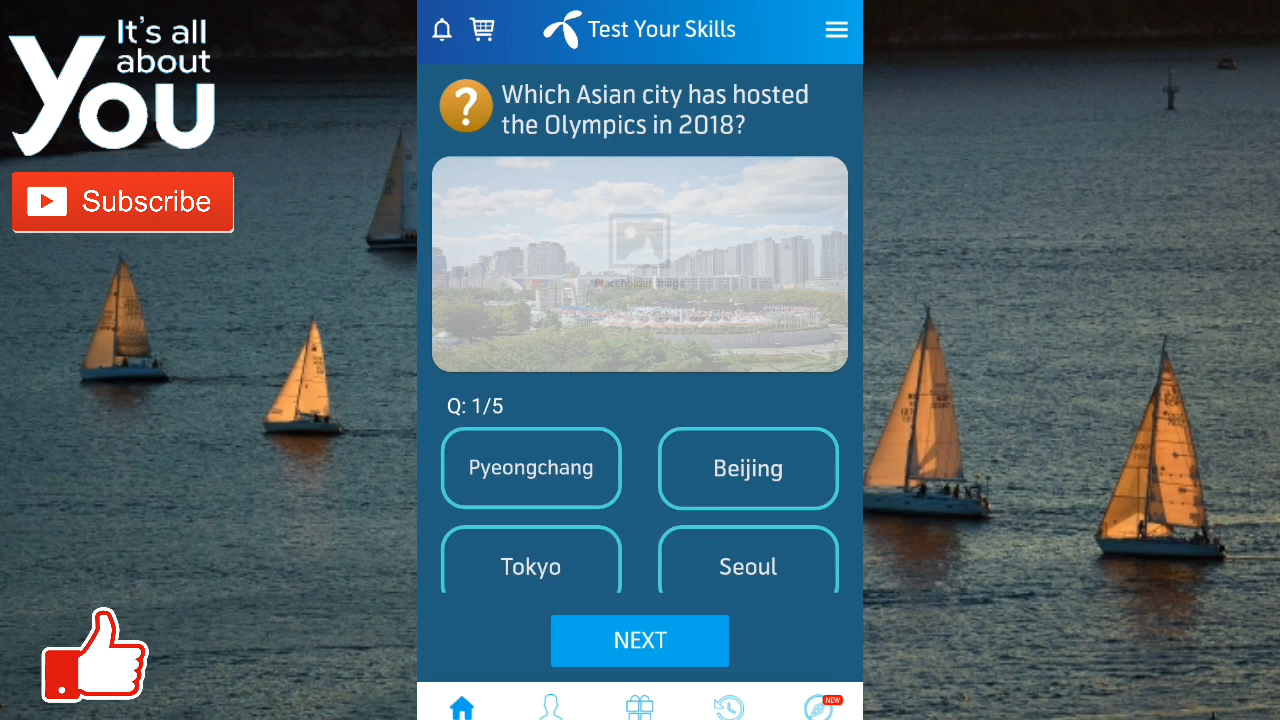 It's all
about
You
Subscribe
Test Your Skills
Which Asian city has hosted
the Olympics in 2018?
Placeholder Image
Q: 1/5
Pyeongchang
Beijing
Tokyo
Seoul
NEXT
NEW